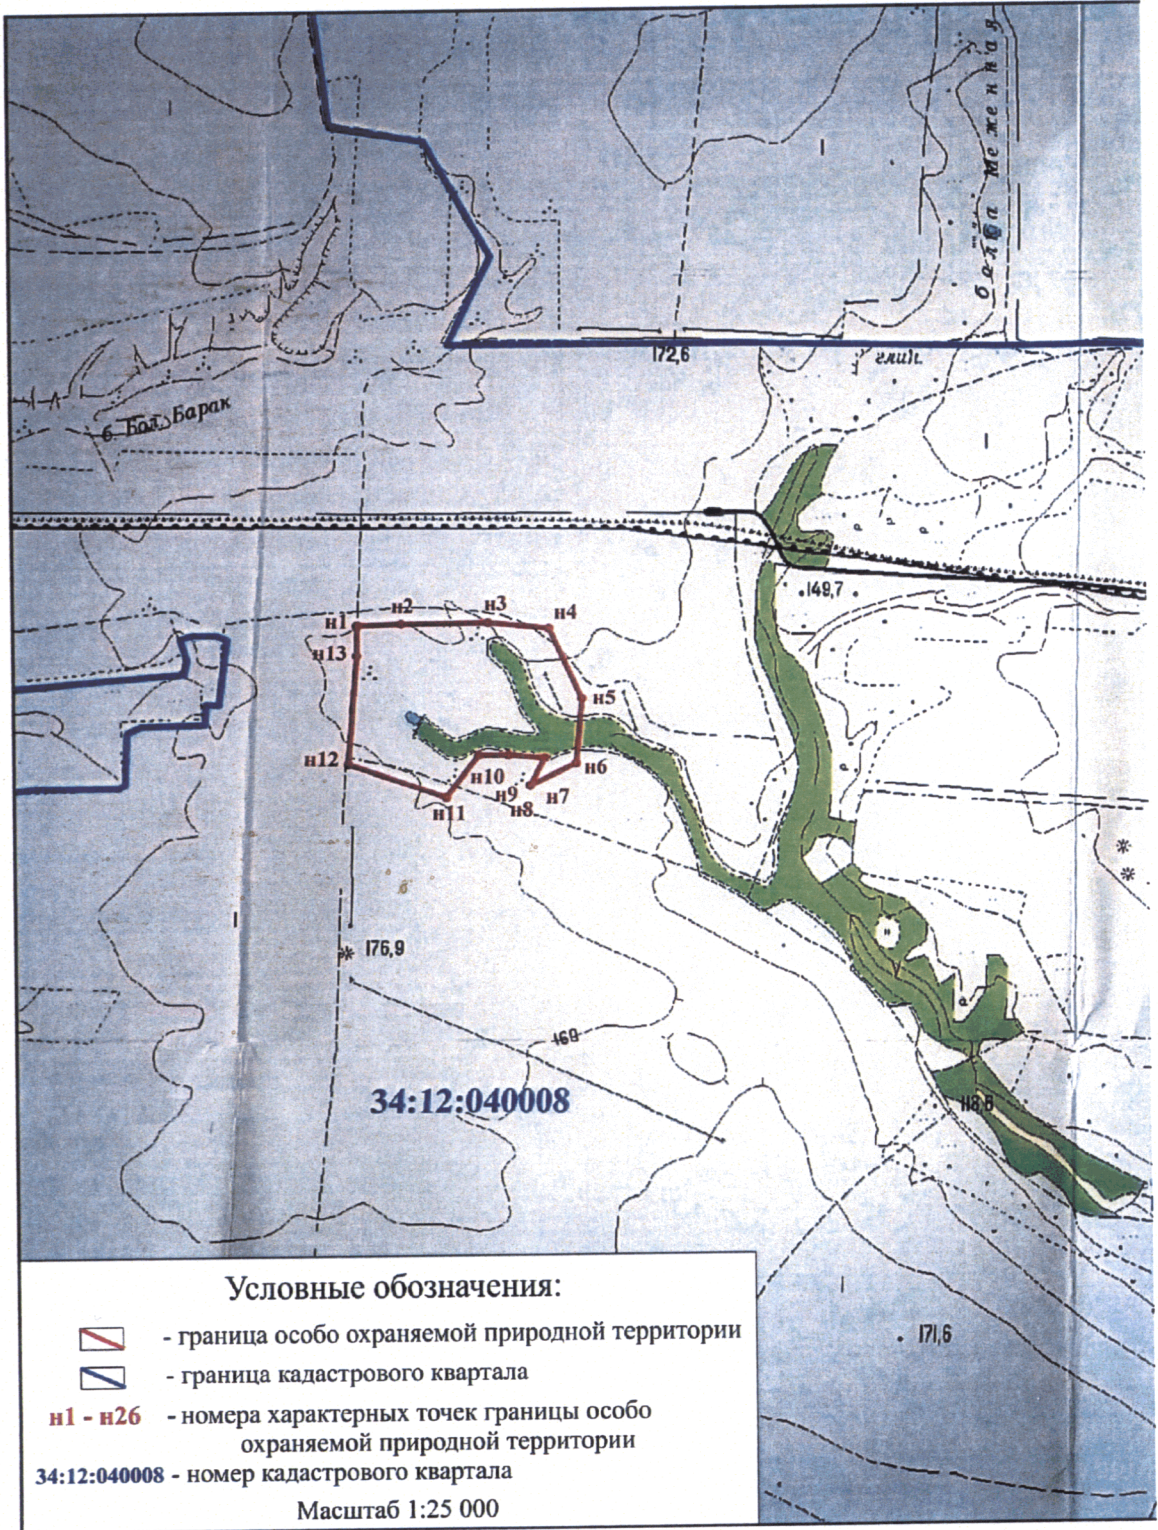 балка Меженная
172,6
глин.
б. Бол. Барак
149,7
н1
н2
н3
н4
н13
н5
н12
н6
н10
н9
н7
н8
н11
176,9
169
34:12:040008
118,6
171,6
Условные обозначения:
- граница особо охраняемой природной территории
- граница кадастрового квартала
н1 - н26 - номера характерных точек границы особо
охраняемой природной территории
34:12:040008 - номер кадастрового квартала
Масштаб 1:25 000